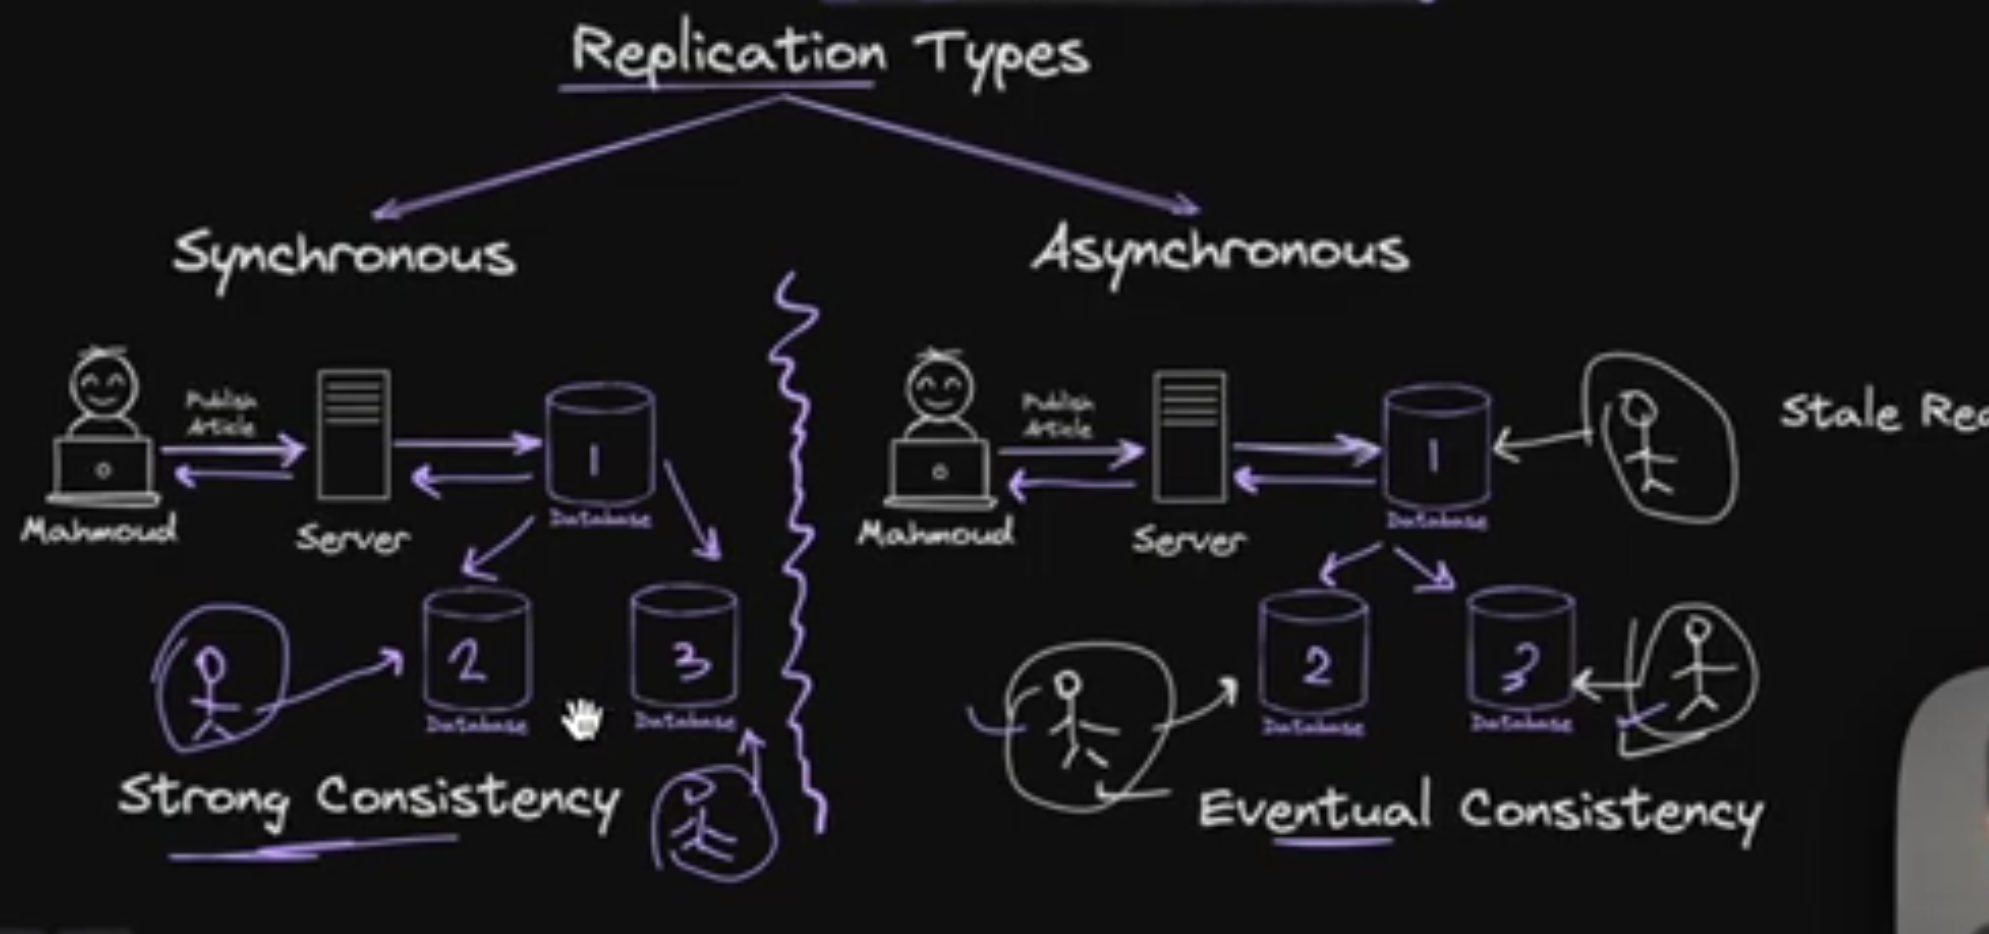 Replication Types
Synchronous
Asynchronous
Publish
Article
Mahmoud
Server
1
Database
2
Database
3
Database
Strong Consistency
Publish
Article
Mahmoud
Server
1
Database
Stale Rea
2
Database
3
Database
Eventual Consistency